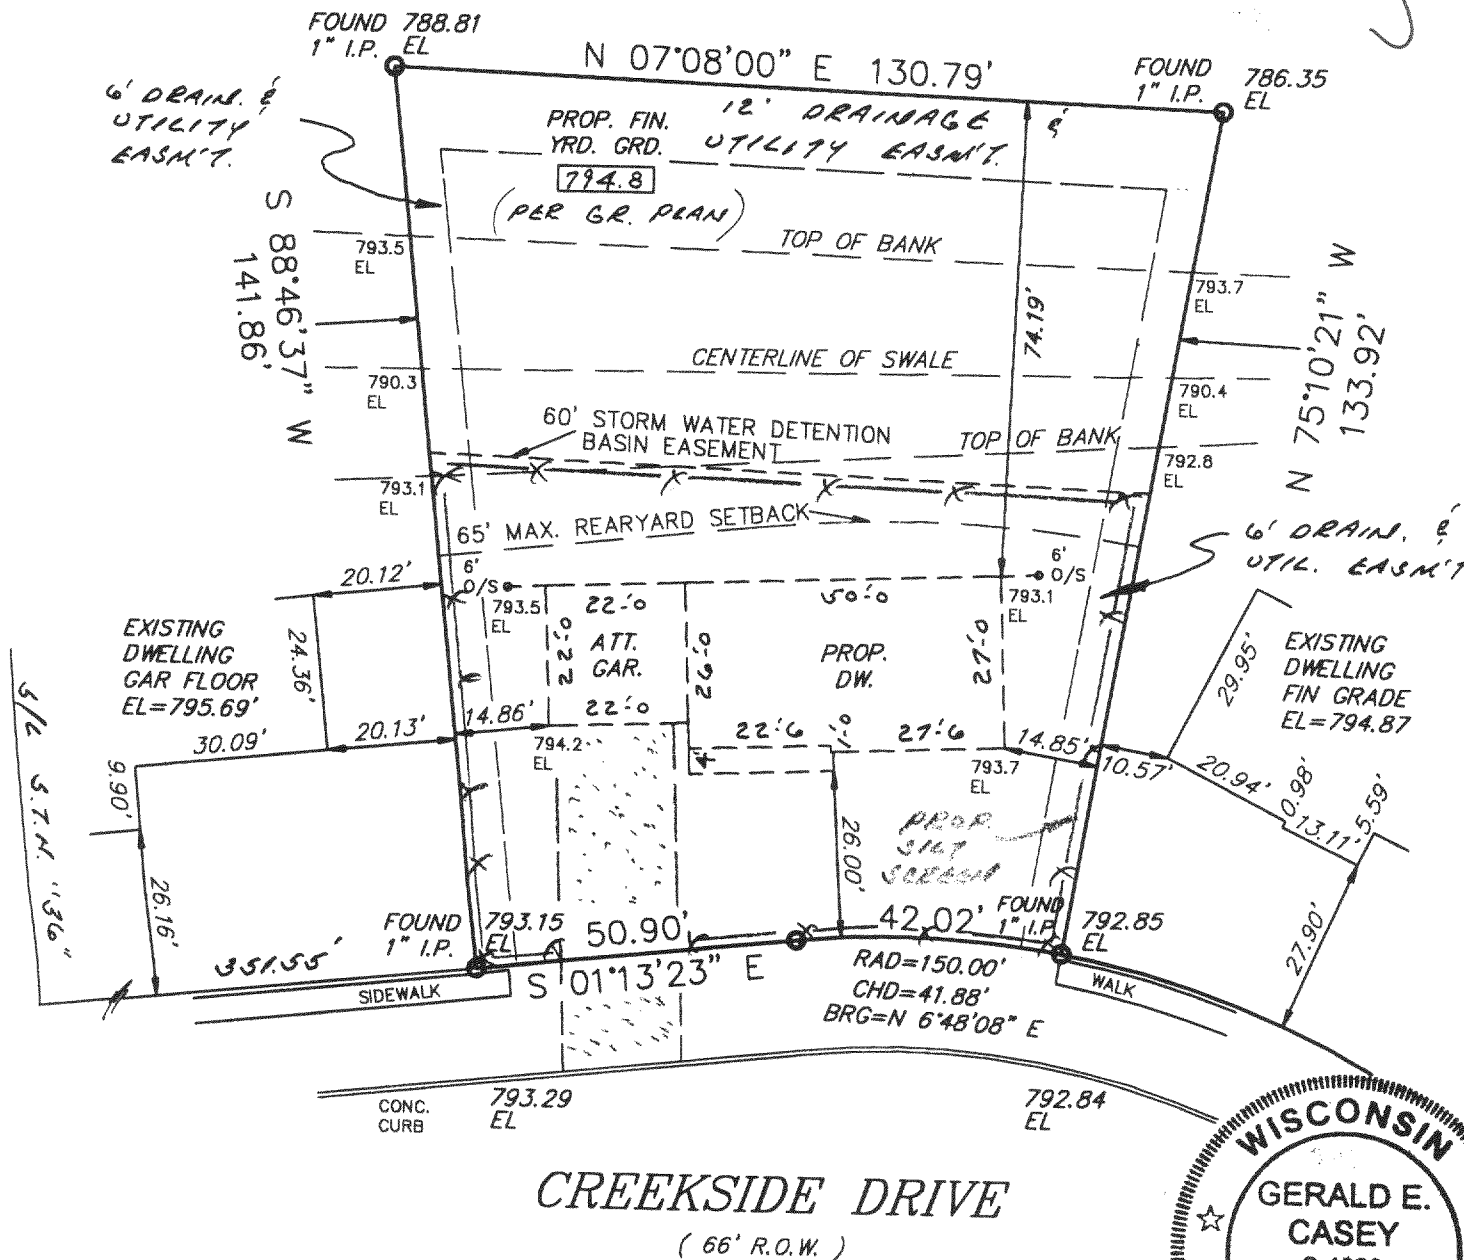 FOUND 788.81
1" I.P. EL
N 07°08'00" E 130.79'
FOUND
1" I.P.
786.35
EL
6' DRAIN. &
UTILITY
EASM'T.
PROP. FIN.
YRD. GRD.
794.8
(PER GR. PLAN)
12' DRAINAGE &
UTILITY EASM'T.
S 88°46'37" W
141.86'
793.5
EL
TOP OF BANK
793.7
EL
74.19'
N 75°10'21" W
133.92'
790.3
EL
CENTERLINE OF SWALE
790.4
EL
60' STORM WATER DETENTION
BASIN EASEMENT
TOP OF BANK
792.8
EL
793.1
EL
65' MAX. REARYARD SETBACK
6' DRAIN. &
UTIL. EASM'T
20.12'
6'
O/S
793.5
EL
22'-0
50'-0
6'
O/S
793.1
EL
EXISTING
DWELLING
GAR FLOOR
EL=795.69'
24.36'
22'-0
ATT.
GAR.
26'-0
PROP.
DW.
27'-0
29.95'
EXISTING
DWELLING
FIN GRADE
EL=794.87
30.09'
20.13'
14.86'
22'-0
794.2
EL
22'-6
1'-0
27'-6
4'
793.7
EL
14.85'
10.57'
20.94'
0.98'
13.11'
5.59'
9.90'
26.16'
26.00'
PROP.
SILT
SCREEN
27.90'
S/L S.T.H. "36"
351.55'
FOUND
1" I.P.
793.15
EL
50.90'
42.02'
FOUND
1" I.P.
792.85
EL
SIDEWALK
S 01°13'23" E
RAD=150.00'
CHD=41.88'
BRG=N 6°48'08" E
WALK
CONC.
CURB
793.29
EL
792.84
EL
CREEKSIDE DRIVE
( 66' R.O.W. )
WISCONSIN
GERALD E.
CASEY